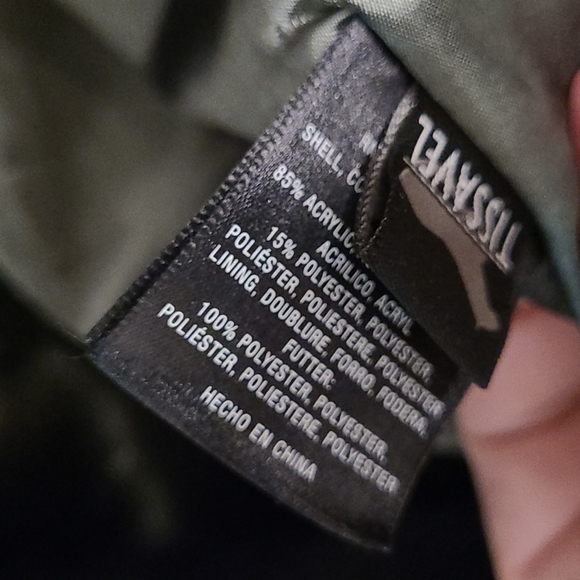 SHELL,
85% ACRYLIC,
ACRILICO, ACRYL
15% POLYESTER, POLYESTER,
POLIÉSTER, POLIESTERE, POLYESTER
LINING, DOUBLURE, FORRO, FODERA,
FUTTER:
100% POLYESTER, POLYESTER,
POLIÉSTER, POLIESTERE, POLYESTER
HECHO EN CHINA
TISSAVEL